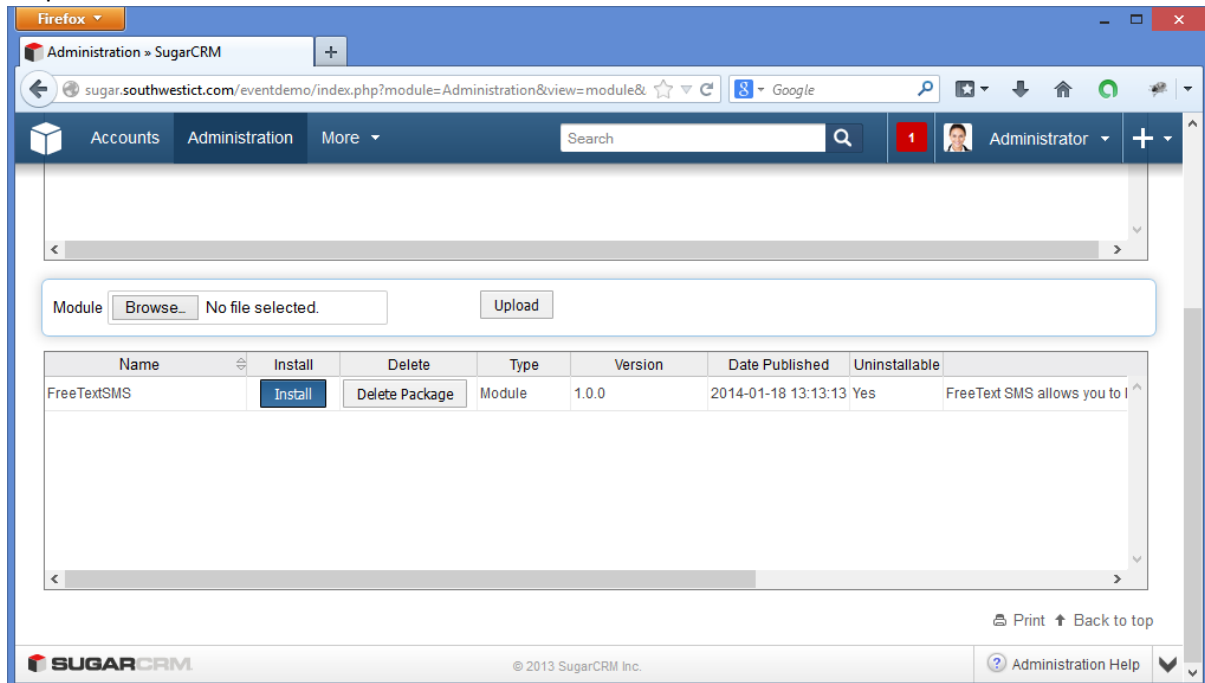 Firefox
Administration » SugarCRM
sugar.southwestict.com/eventdemo/index.php?module=Administration&view=module& 8 Google
Accounts Administration More Search 1 Administrator
Module Browse… No file selected. Upload
Name Install Delete Type Version Date Published Uninstallable
FreeTextSMS Install Delete Package Module 1.0.0 2014-01-18 13:13:13 Yes FreeText SMS allows you to
Print Back to top
SUGARCRM © 2013 SugarCRM Inc. ? Administration Help